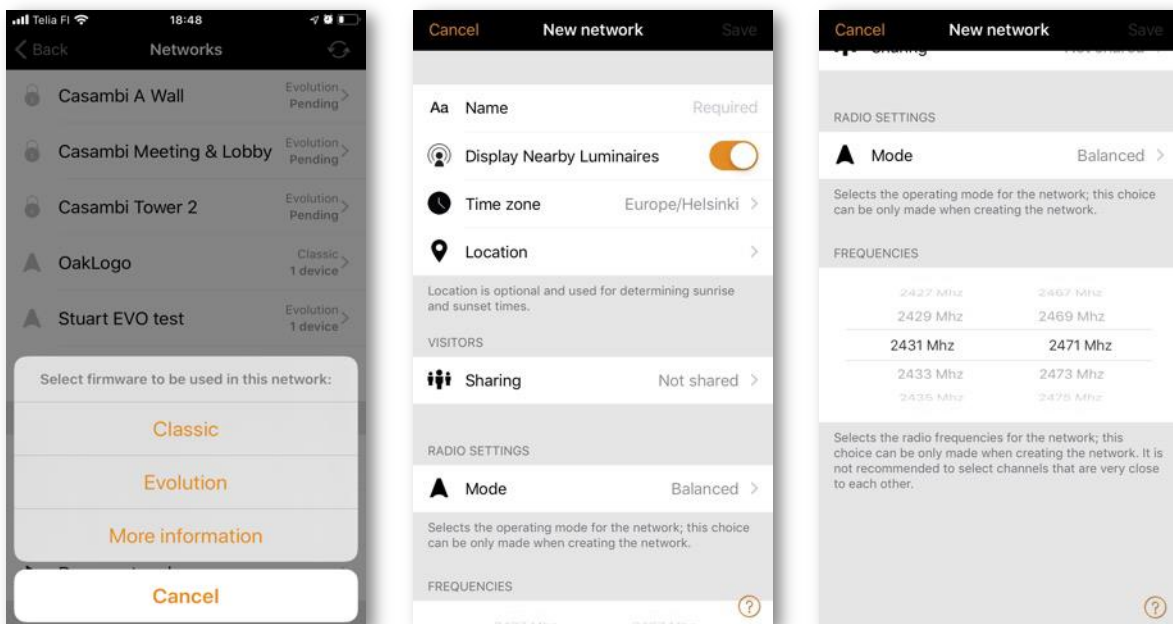 Telia FI
18:48
Back
Networks
Casambi A Wall
Evolution
Pending
Casambi Meeting & Lobby
Evolution
Pending
Casambi Tower 2
Evolution
Pending
OakLogo
Classic
1 device
Stuart EVO test
Evolution
1 device
Select firmware to be used in this network:
Classic
Evolution
More information
Cancel
Cancel
New network
Save
Aa Name
Required
Display Nearby Luminaires
Time zone
Europe/Helsinki
Location
Location is optional and used for determining sunrise
and sunset times.
VISITORS
Sharing
Not shared
RADIO SETTINGS
Mode
Balanced
Selects the operating mode for the network; this choice
can be only made when creating the network.
FREQUENCIES
?
Cancel
New network
Save
Sharing
Not shared
RADIO SETTINGS
Mode
Balanced
Selects the operating mode for the network; this choice
can be only made when creating the network.
FREQUENCIES
2427 Mhz 2467 Mhz
2429 Mhz 2469 Mhz
2431 Mhz 2471 Mhz
2433 Mhz 2473 Mhz
2435 Mhz 2475 Mhz
Selects the radio frequencies for the network; this
choice can be only made when creating the network. It is
not recommended to select channels that are very close
to each other.
?